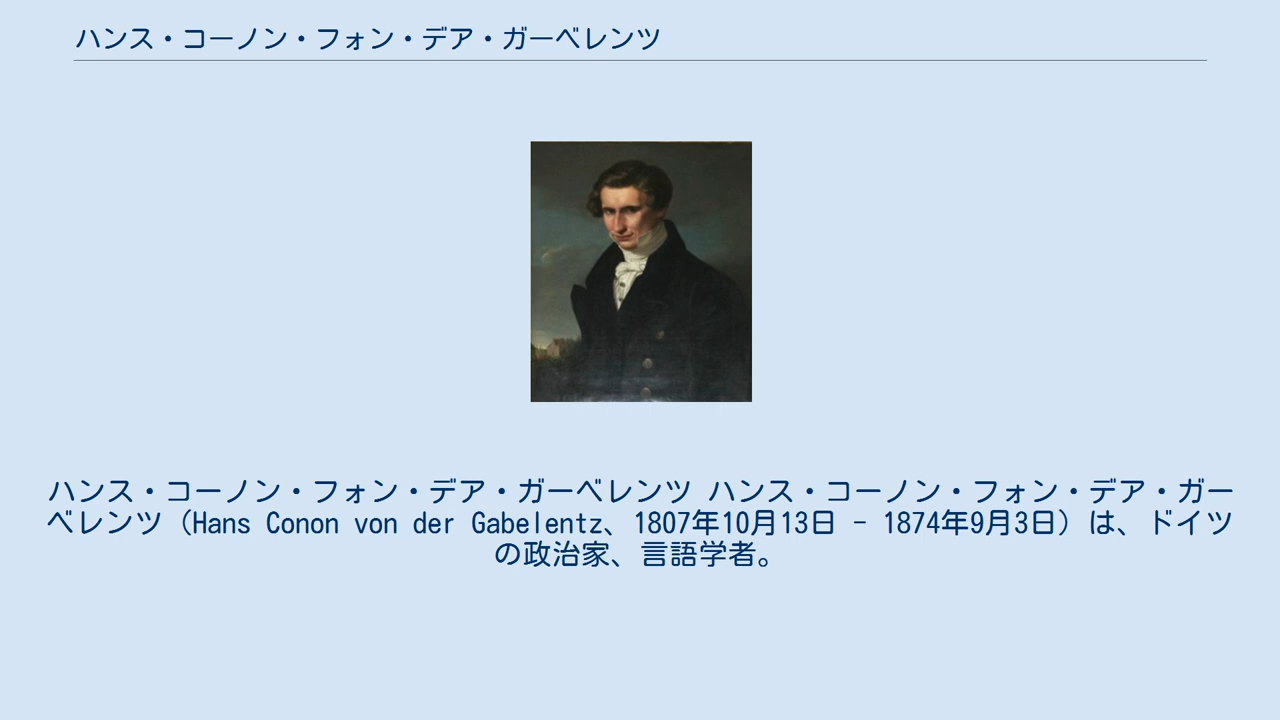 ハンス・コーノン・フォン・デア・ガーベレンツ
ハンス・コーノン・フォン・デア・ガーベレンツ ハンス・コーノン・フォン・デア・ガー
ベレンツ（Hans Conon von der Gabelentz、1807年10月13日 - 1874年9月3日）は、ドイツ
の政治家、言語学者。